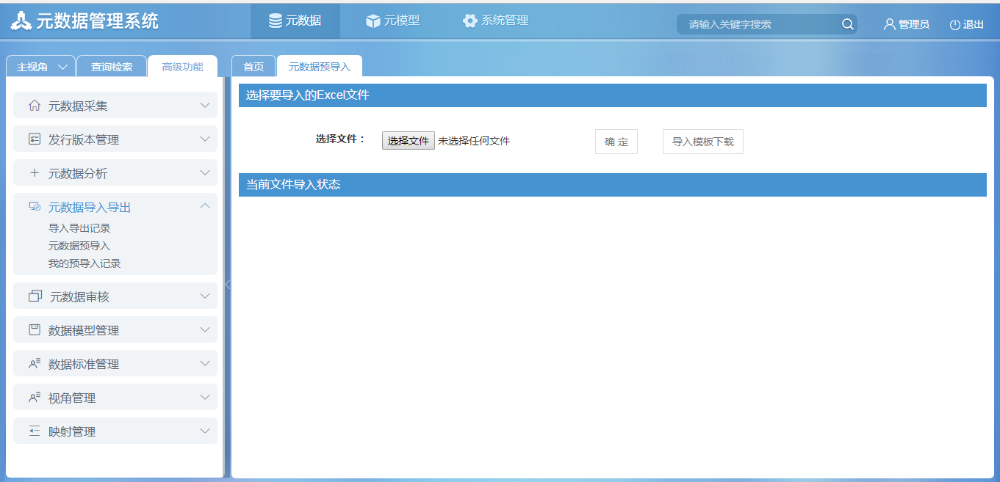 元数据管理系统
元数据
元模型
系统管理
请输入关键字搜索
管理员
退出
主视角
查询检索
高级功能
首页
元数据预导入
元数据采集
发行版本管理
元数据分析
元数据导入导出
导入导出记录
元数据预导入
我的预导入记录
元数据审核
数据模型管理
数据标准管理
视角管理
映射管理
选择要导入的Excel文件
选择文件：
选择文件 未选择任何文件
确 定
导入模板下载
当前文件导入状态